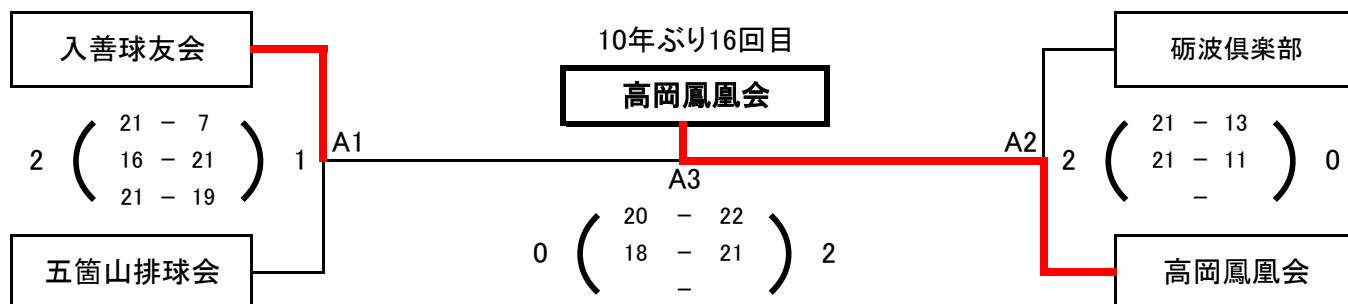 10年ぶり16回目
高岡鳳凰会
入善球友会
21 － 7
2 ( 16 － 21 ) 1
21 － 19
A1
五箇山排球会
A3
20 － 22
0 ( 18 － 21 ) 2
－
砺波倶楽部
A2
21 － 13
2 ( 21 － 11 ) 0
－
高岡鳳凰会